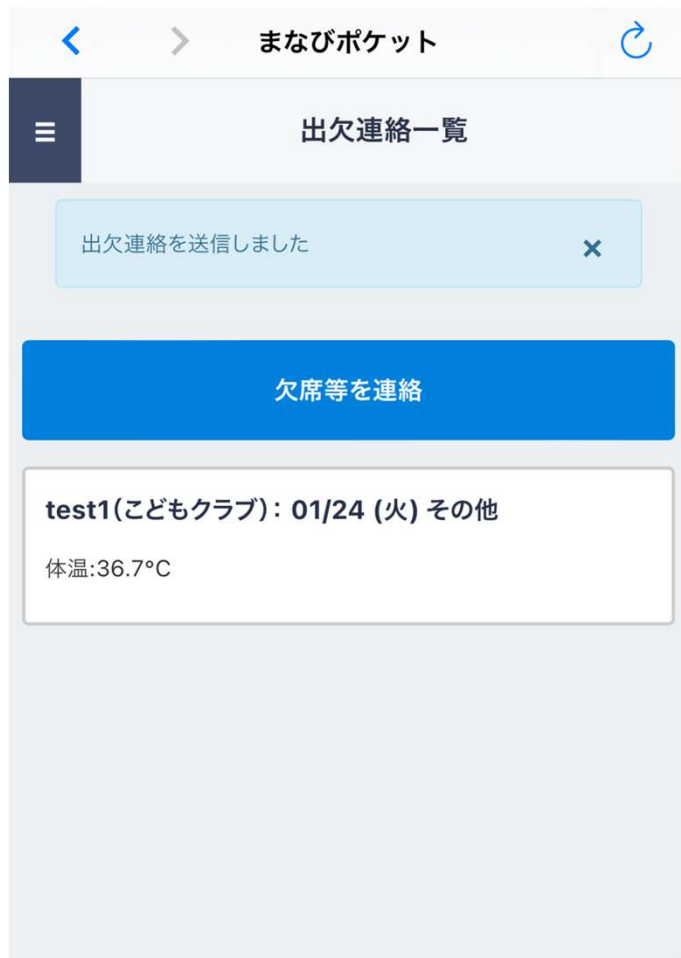 まなびポケット
出欠連絡一覧
出欠連絡を送信しました
欠席等を連絡
test1(こどもクラブ): 01/24 (火) その他
体温:36.7°C